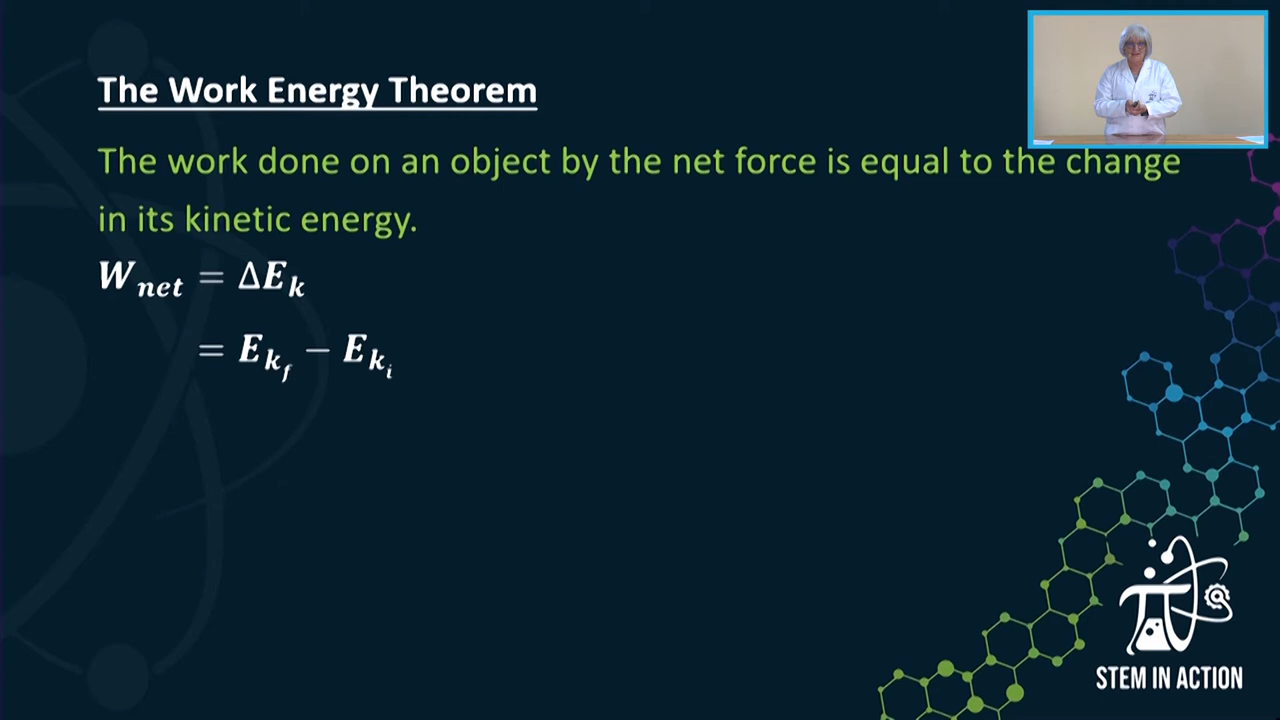 The Work Energy Theorem
The work done on an object by the net force is equal to the change
in its kinetic energy.
W_net = ΔE_k
= E_k_f − E_k_i
STEM IN ACTION